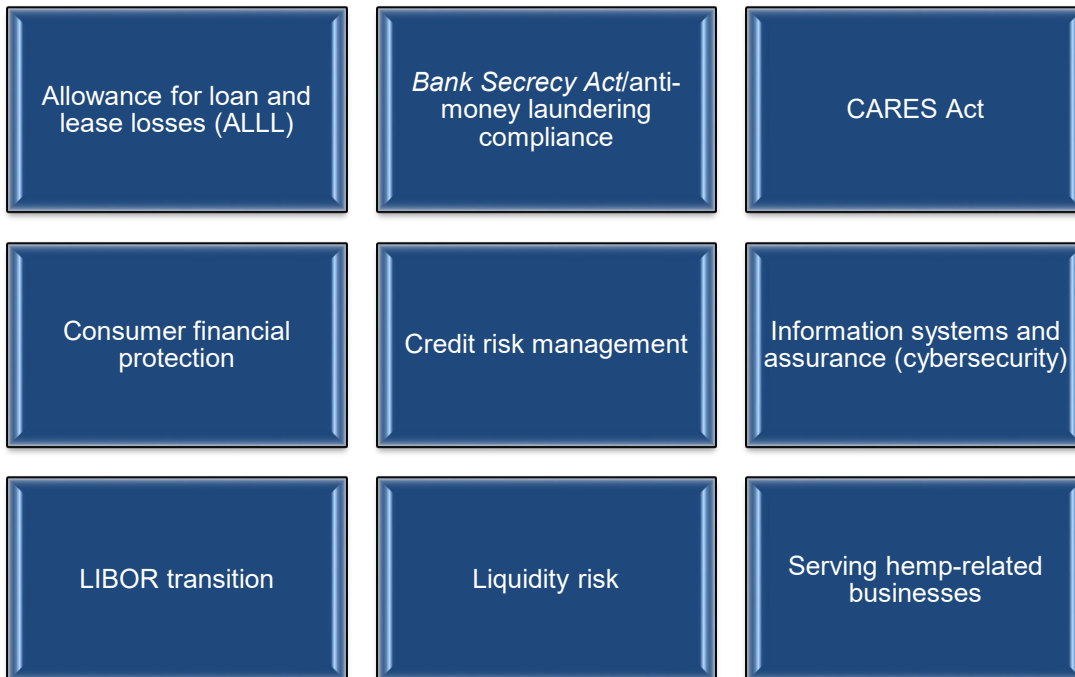 Allowance for loan and
lease losses (ALLL)
Bank Secrecy Act/anti-
money laundering
compliance
CARES Act
Consumer financial
protection
Credit risk management
Information systems and
assurance (cybersecurity)
LIBOR transition
Liquidity risk
Serving hemp-related
businesses